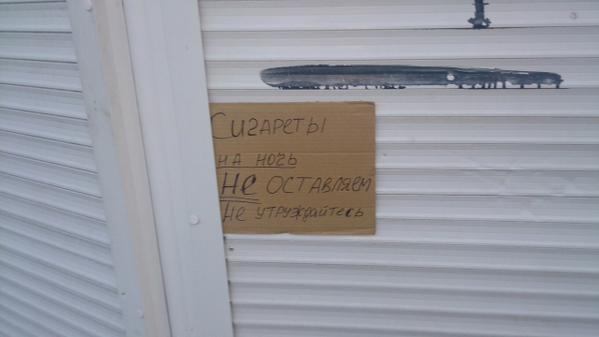 Сигареты
на ночь
не оставляем
не утруждайтесь